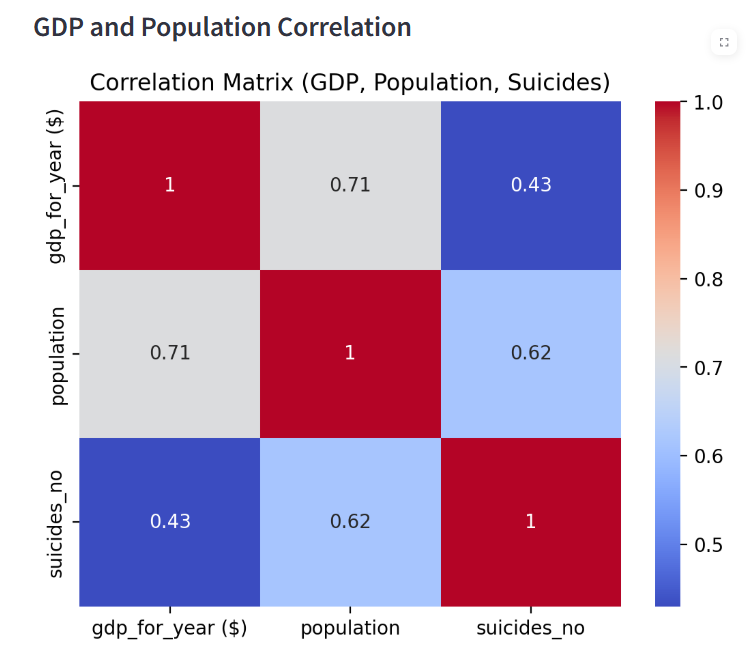 GDP and Population Correlation
Correlation Matrix (GDP, Population, Suicides)
gdp_for_year ($)
1
0.71
0.43
population
0.71
1
0.62
suicides_no
0.43
0.62
1
gdp_for_year ($)
population
suicides_no
1.0
0.9
0.8
0.7
0.6
0.5